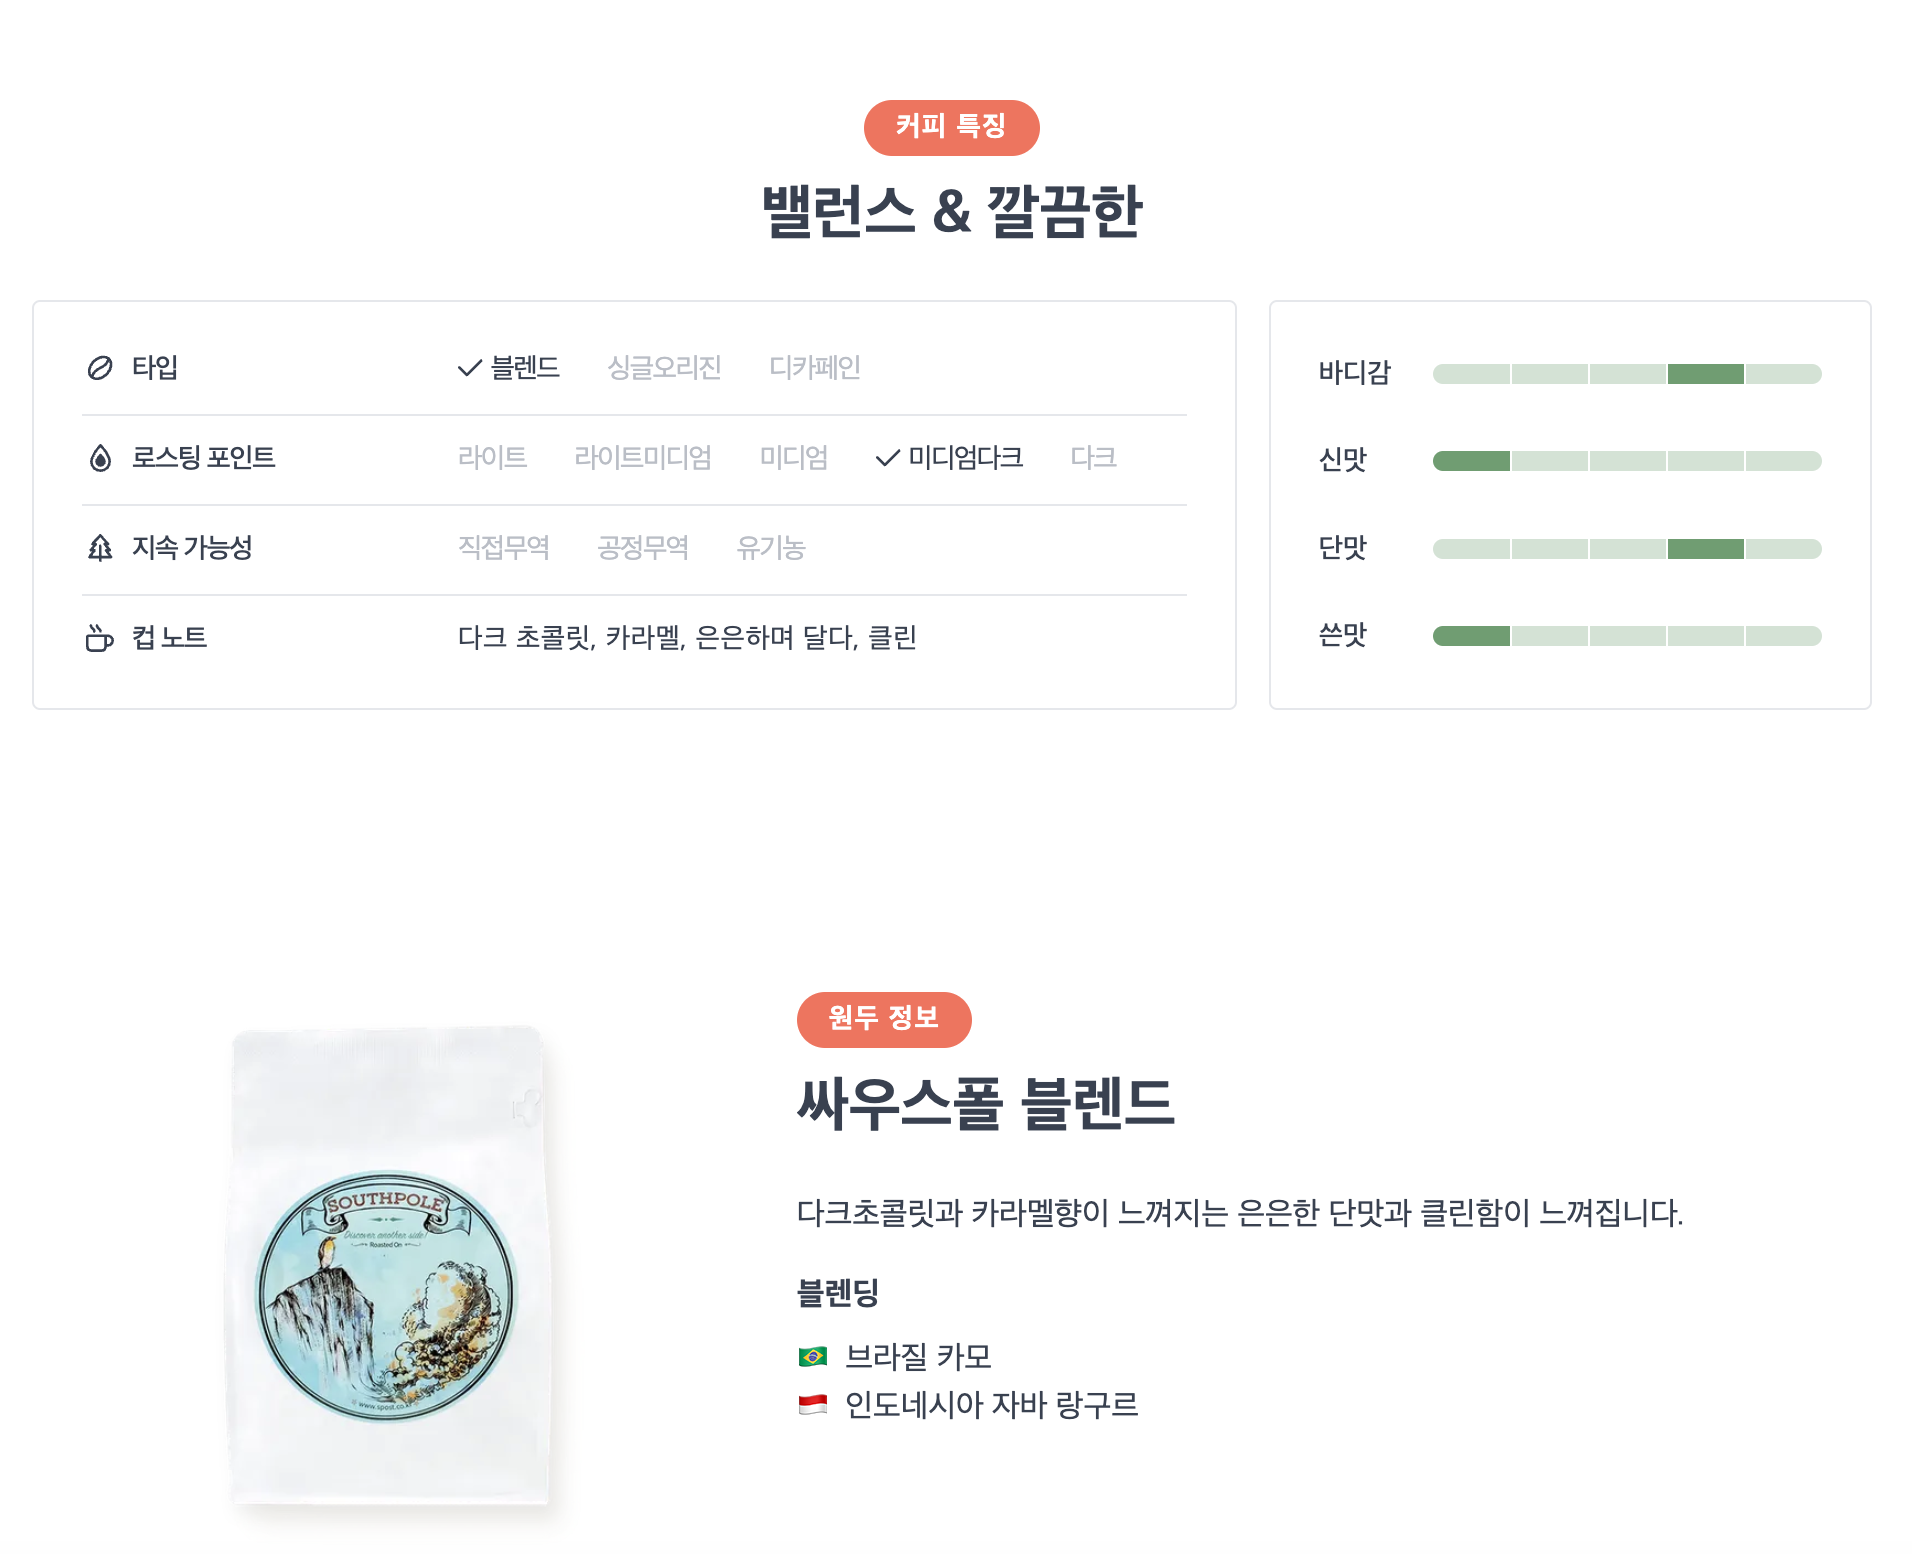 커피 특징
밸런스 & 깔끔한
타입 블렌드 싱글오리진 디카페인
로스팅 포인트 라이트 라이트미디엄 미디엄 미디엄다크 다크
지속 가능성 직접무역 공정무역 유기농
컵 노트 다크 초콜릿, 카라멜, 은은하며 달다, 클린
바디감
신맛
단맛
쓴맛
SOUTHPOLE
Discover another side!
Roasted On
www.spost.co.kr
원두 정보
싸우스폴 블렌드
다크초콜릿과 카라멜향이 느껴지는 은은한 단맛과 클린함이 느껴집니다.
블렌딩
브라질 카모
인도네시아 자바 랑구르